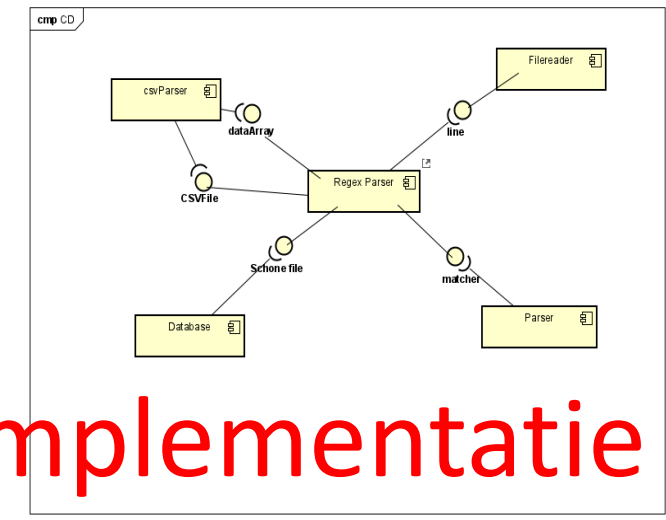 cmp CD
Filereader
csvParser
dataArray
line
Regex Parser
CSVFile
Schone file
matcher
Database
Parser
mplementatie